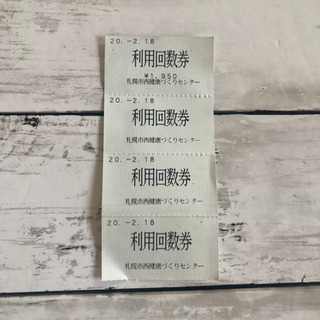 20.-2.18
利用回数券
¥1,950
札幌市西健康づくりセンター
20.-2.18
利用回数券
札幌市西健康づくりセンター
20.-2.18
利用回数券
札幌市西健康づくりセンター
20.-2.18
利用回数券
札幌市西健康づくりセンター